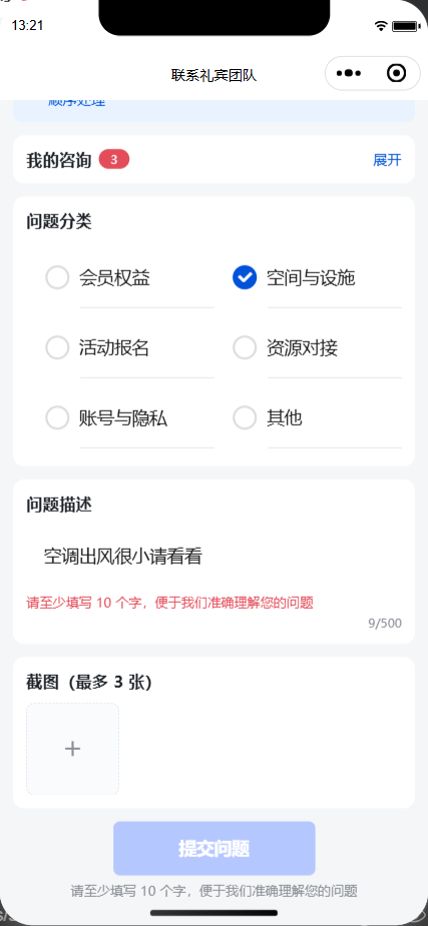 13:21
联系礼宾团队
顺序处理
我的咨询 3 展开
问题分类
会员权益 空间与设施
活动报名 资源对接
账号与隐私 其他
问题描述
空调出风很小请看看
请至少填写 10 个字，便于我们准确理解您的问题
9/500
截图（最多 3 张）
+
提交问题
请至少填写 10 个字，便于我们准确理解您的问题